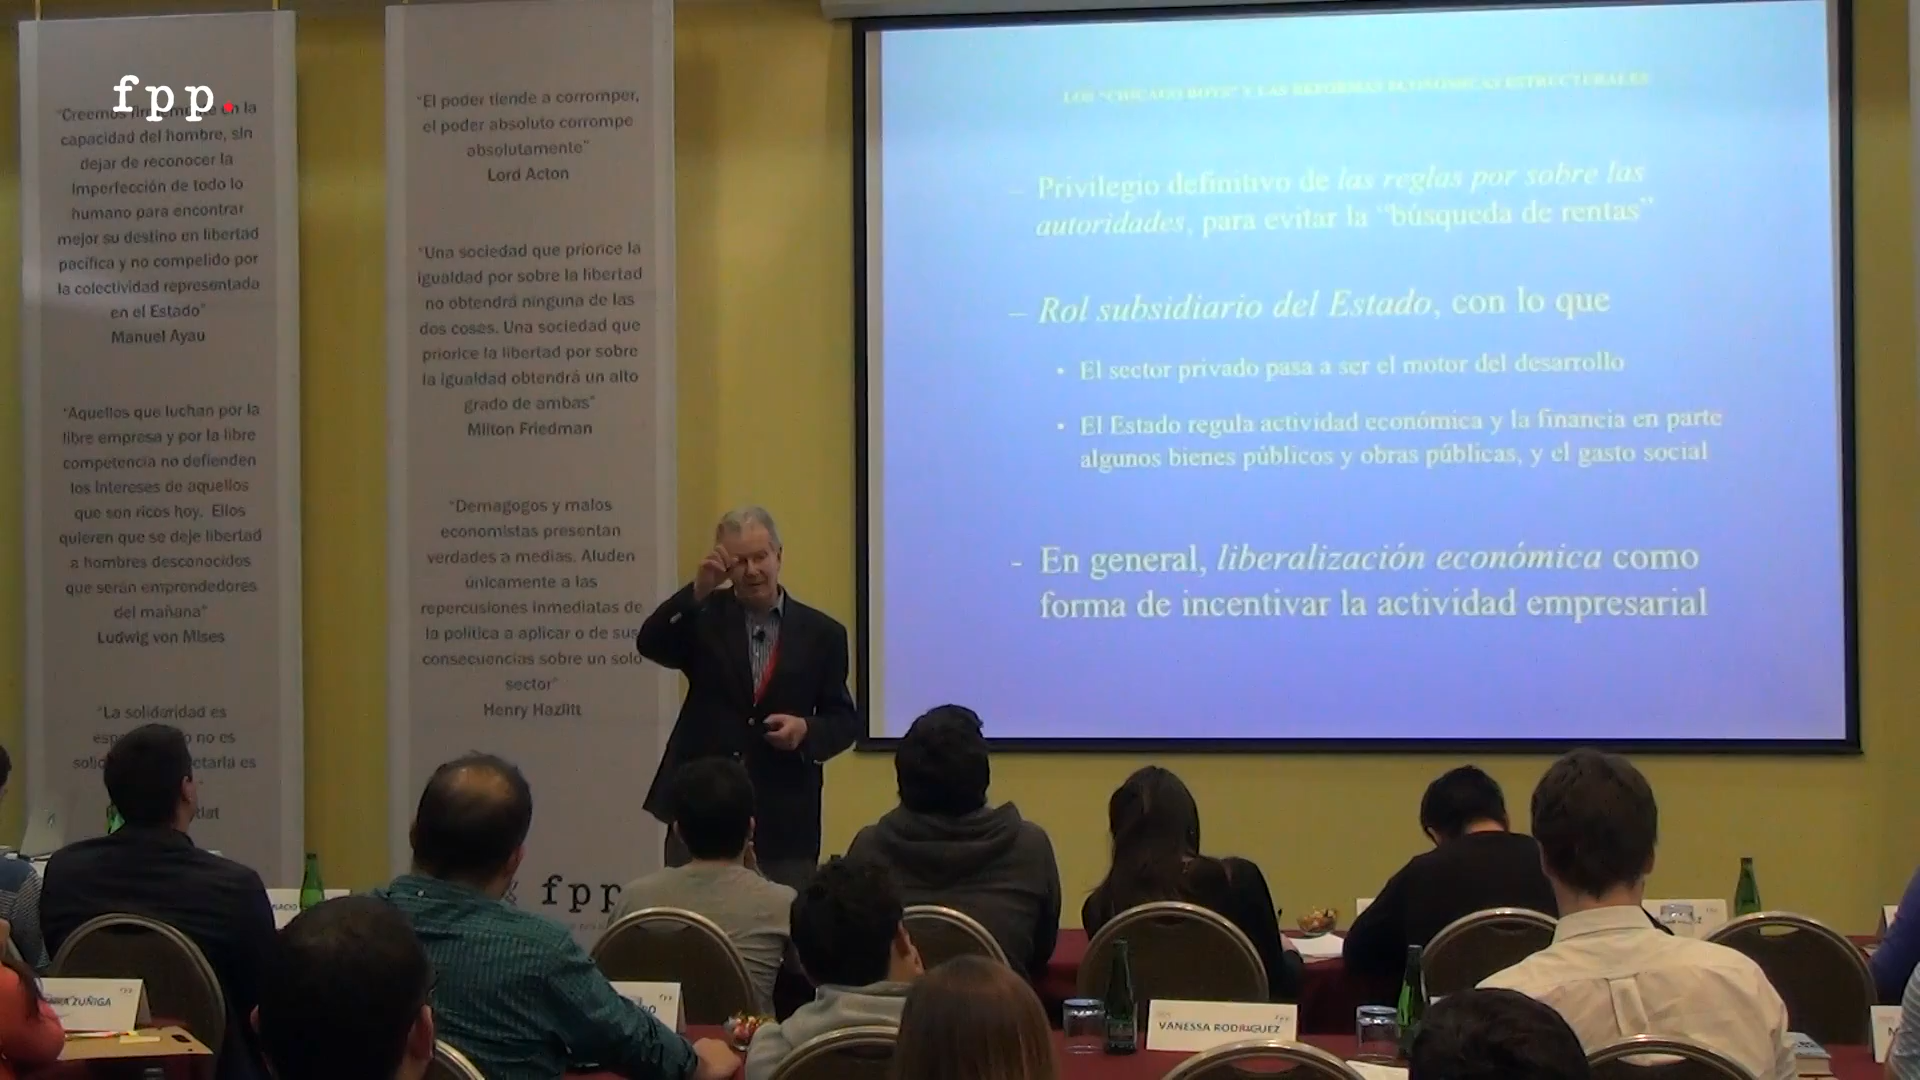 fpp.
"Creemos en la
capacidad del hombre, sin
dejar de reconocer la
imperfección de todo lo
humano para encontrar
mejor su destino en libertad
pacífica y no compelido por
la colectividad representada
en el Estado"
Manuel Ayau
"Aquellos que luchan por la
libre empresa y por la libre
competencia no defienden
los intereses de aquellos
que son ricos hoy. Ellos
quieren que se deje libertad
a hombres desconocidos
que serán emprendedores
del mañana"
Ludwig von Mises
"La solidaridad es
no es
"El poder tiende a corromper,
el poder absoluto corrompe
absolutamente"
Lord Acton
"Una sociedad que priorice la
igualdad por sobre la libertad
no obtendrá ninguna de las
dos cosas. Una sociedad que
priorice la libertad por sobre
la igualdad obtendrá un alto
grado de ambas"
Milton Friedman
"Demagogos y malos
economistas presentan
verdades a medias. Aluden
únicamente a las
repercusiones inmediatas de
la política a aplicar o de sus
consecuencias sobre un solo
sector"
Henry Hazlitt
fpp
LOS "CHICAGO BOYS" Y LAS REFORMAS ECONÓMICAS ESTRUCTURALES
– Privilegio definitivo de las reglas por sobre las
autoridades, para evitar la "búsqueda de rentas"
– Rol subsidiario del Estado, con lo que
• El sector privado pasa a ser el motor del desarrollo
• El Estado regula actividad económica y la financia en parte
algunos bienes públicos y obras públicas, y el gasto social
- En general, liberalización económica como
forma de incentivar la actividad empresarial
ZUÑIGA
VANESSA RODRIGUEZ